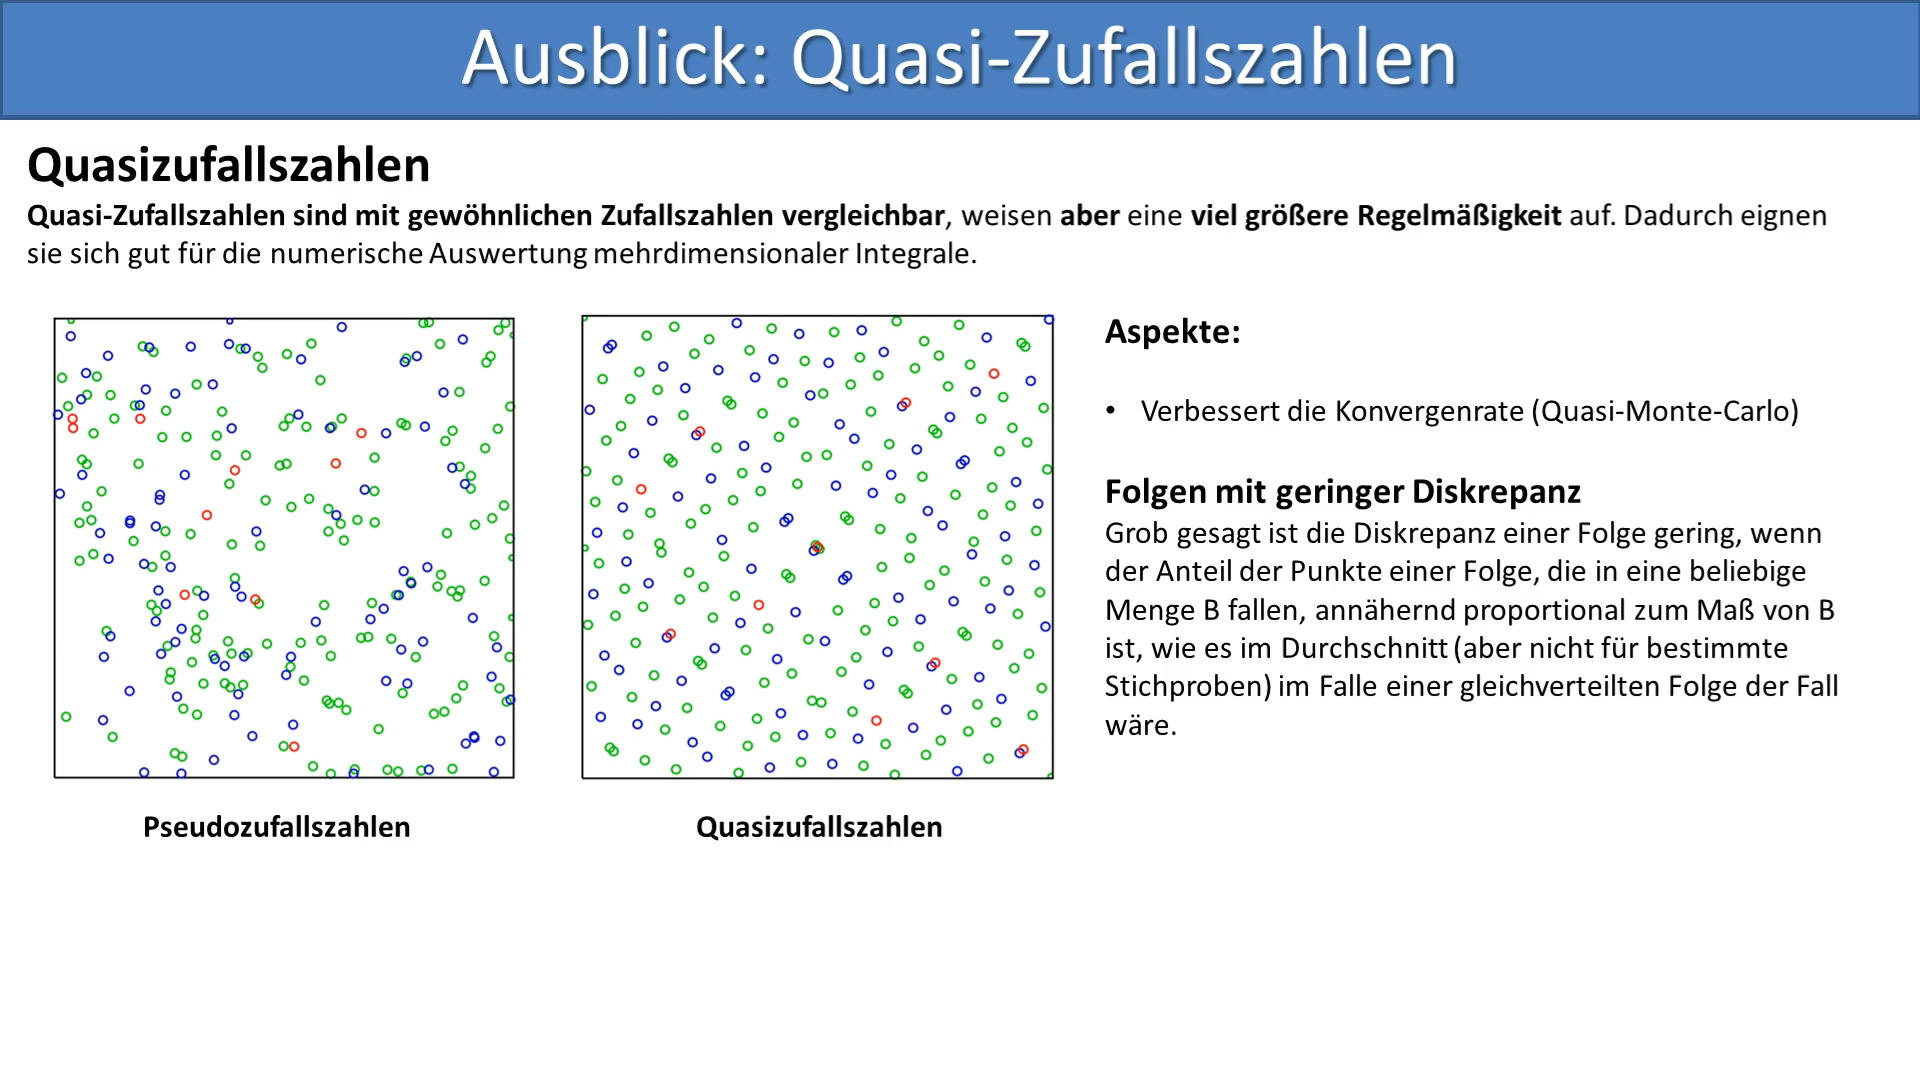 Ausblick: Quasi-Zufallszahlen
Quasizufallszahlen
Quasi-Zufallszahlen sind mit gewöhnlichen Zufallszahlen vergleichbar, weisen aber eine viel größere Regelmäßigkeit auf. Dadurch eignen
sie sich gut für die numerische Auswertung mehrdimensionaler Integrale.
Aspekte:
• Verbessert die Konvergenrate (Quasi-Monte-Carlo)
Folgen mit geringer Diskrepanz
Grob gesagt ist die Diskrepanz einer Folge gering, wenn
der Anteil der Punkte einer Folge, die in eine beliebige
Menge B fallen, annähernd proportional zum Maß von B
ist, wie es im Durchschnitt (aber nicht für bestimmte
Stichproben) im Falle einer gleichverteilten Folge der Fall
wäre.
Pseudozufallszahlen
Quasizufallszahlen